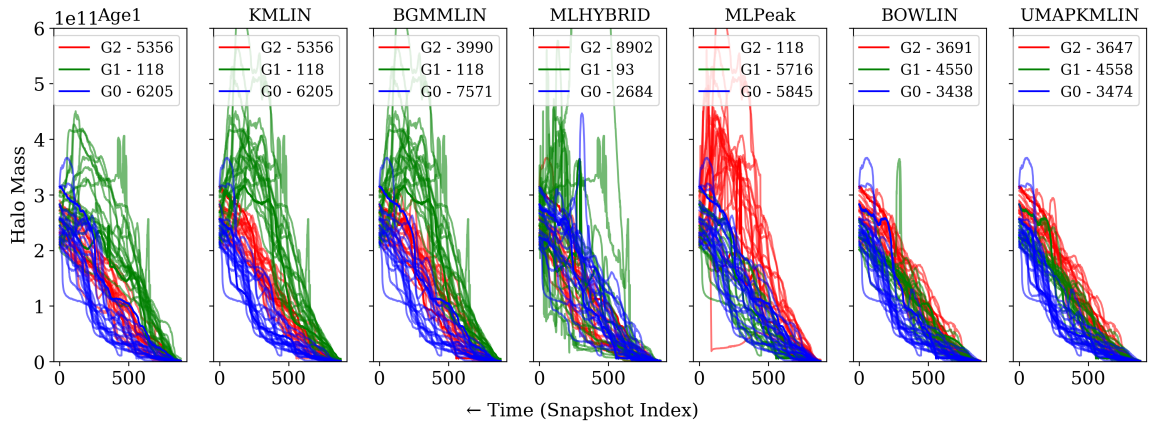 1e11
Age1
KMLIN
BGMMLIN
MLHYBRID
MLPeak
BOWLIN
UMAPKMLIN
G2 - 5356
G1 - 118
G0 - 6205
G2 - 5356
G1 - 118
G0 - 6205
G2 - 3990
G1 - 118
G0 - 7571
G2 - 8902
G1 - 93
G0 - 2684
G2 - 118
G1 - 5716
G0 - 5845
G2 - 3691
G1 - 4550
G0 - 3438
G2 - 3647
G1 - 4558
G0 - 3474
Halo Mass
6
5
4
3
2
1
0
0 500
0 500
0 500
0 500
0 500
0 500
0 500
← Time (Snapshot Index)